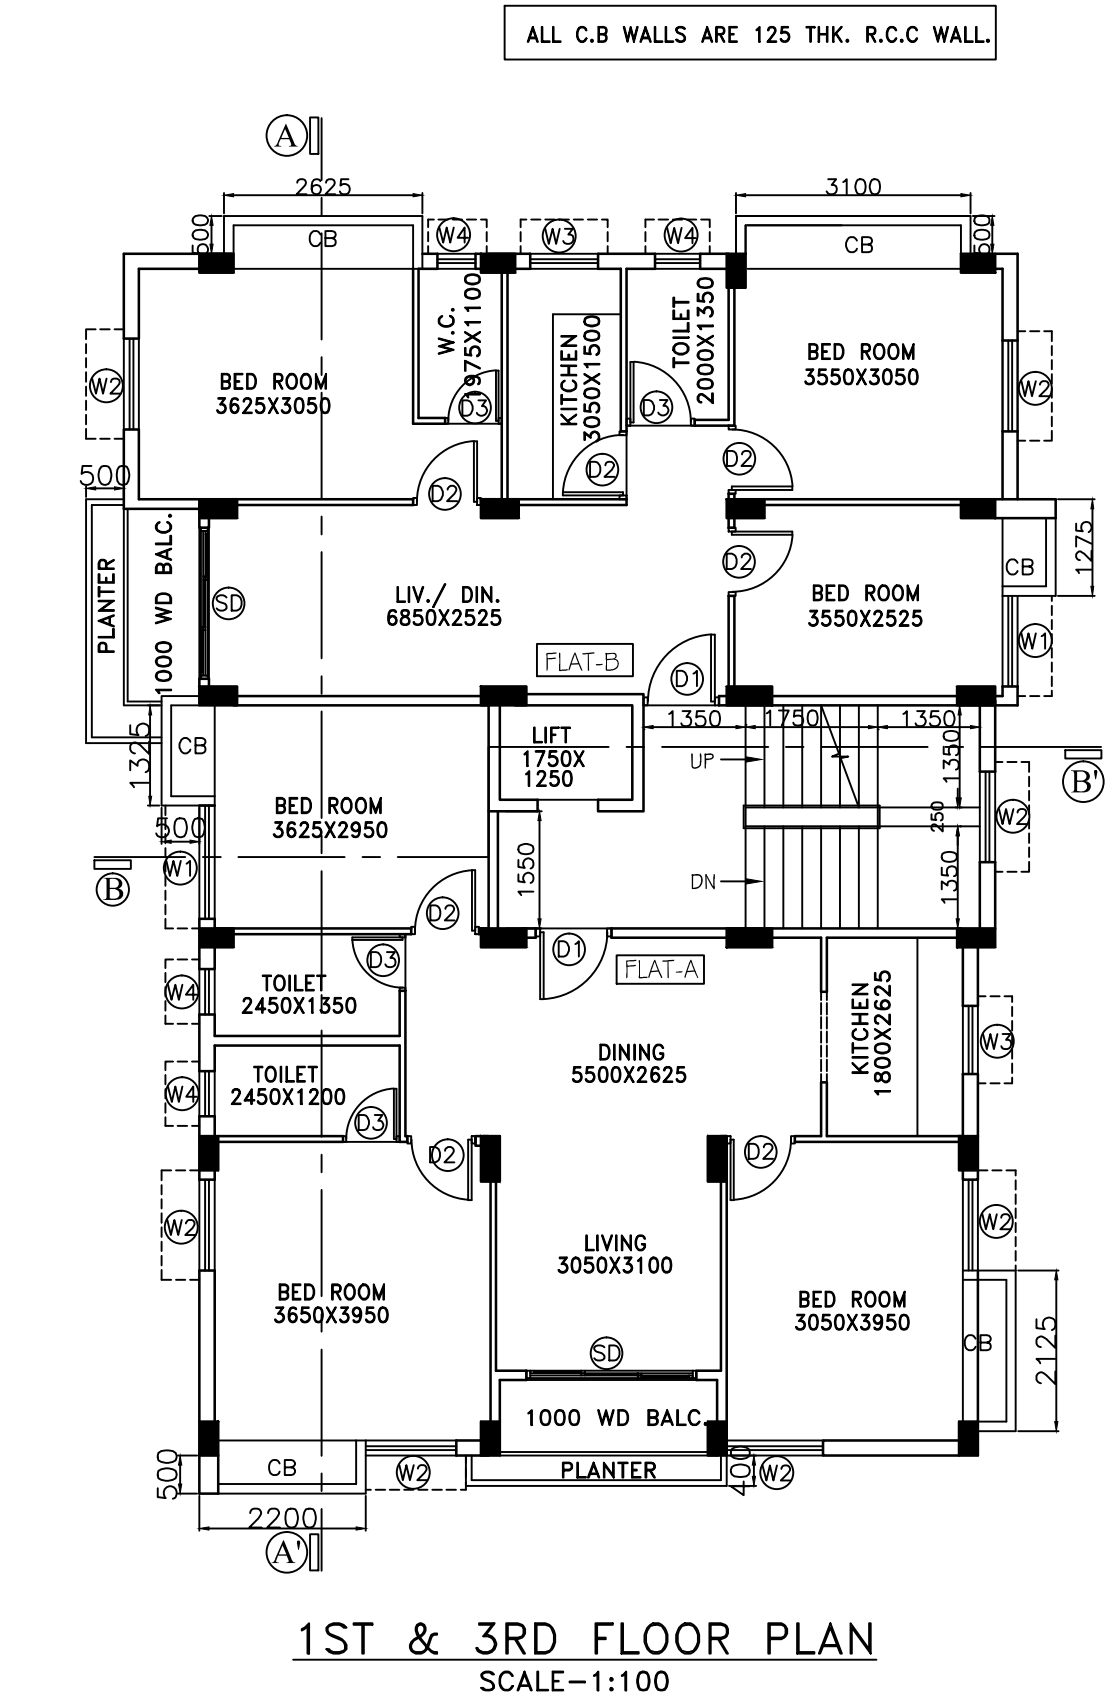 ALL C.B WALLS ARE 125 THK. R.C.C WALL.
A
2625
3100
500
CB
W4
W3
W4
CB
500
W.C.
1975X1100
KITCHEN
3050X1500
TOILET
2000X1350
BED ROOM
3625X3050
BED ROOM
3550X3050
W2
W2
D3
D3
D2
D2
D2
500
PLANTER
1000 WD BALC.
SD
LIV./ DIN.
6850X2525
D2
BED ROOM
3550X2525
CB
1275
W1
FLAT-B
D1
1325
CB
LIFT
1750X
1250
1350
1750
1350
UP
1350
B'
BED ROOM
3625X2950
250
W2
500
W1
B
1550
DN
1350
D2
D3
D1
FLAT-A
TOILET
2450X1350
W4
KITCHEN
1800X2625
W3
DINING
5500X2625
TOILET
2450X1200
W4
D3
D2
D2
W2
W2
LIVING
3050X3100
BED ROOM
3650X3950
BED ROOM
3050X3950
SD
CB
2125
1000 WD BALC.
500
CB
W2
PLANTER
400
W2
2200
A'
1ST & 3RD FLOOR PLAN
SCALE-1:100